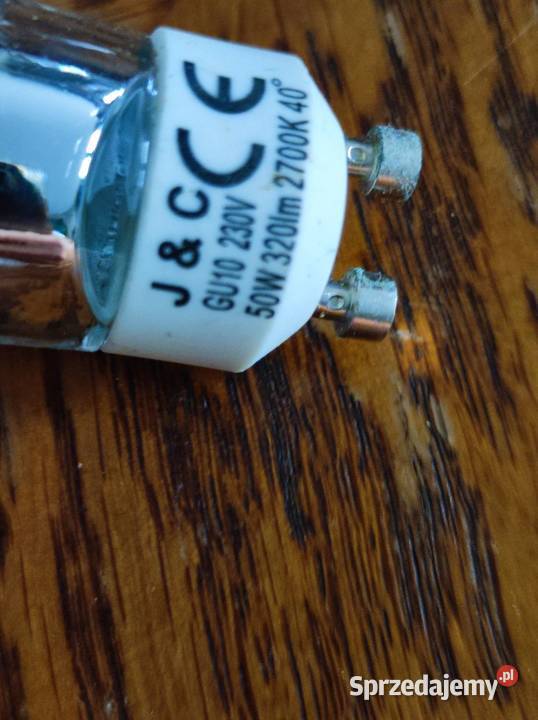 J & C CE
GU10 230V
50W 320lm 2700K 40°
Sprzedajemy.pl